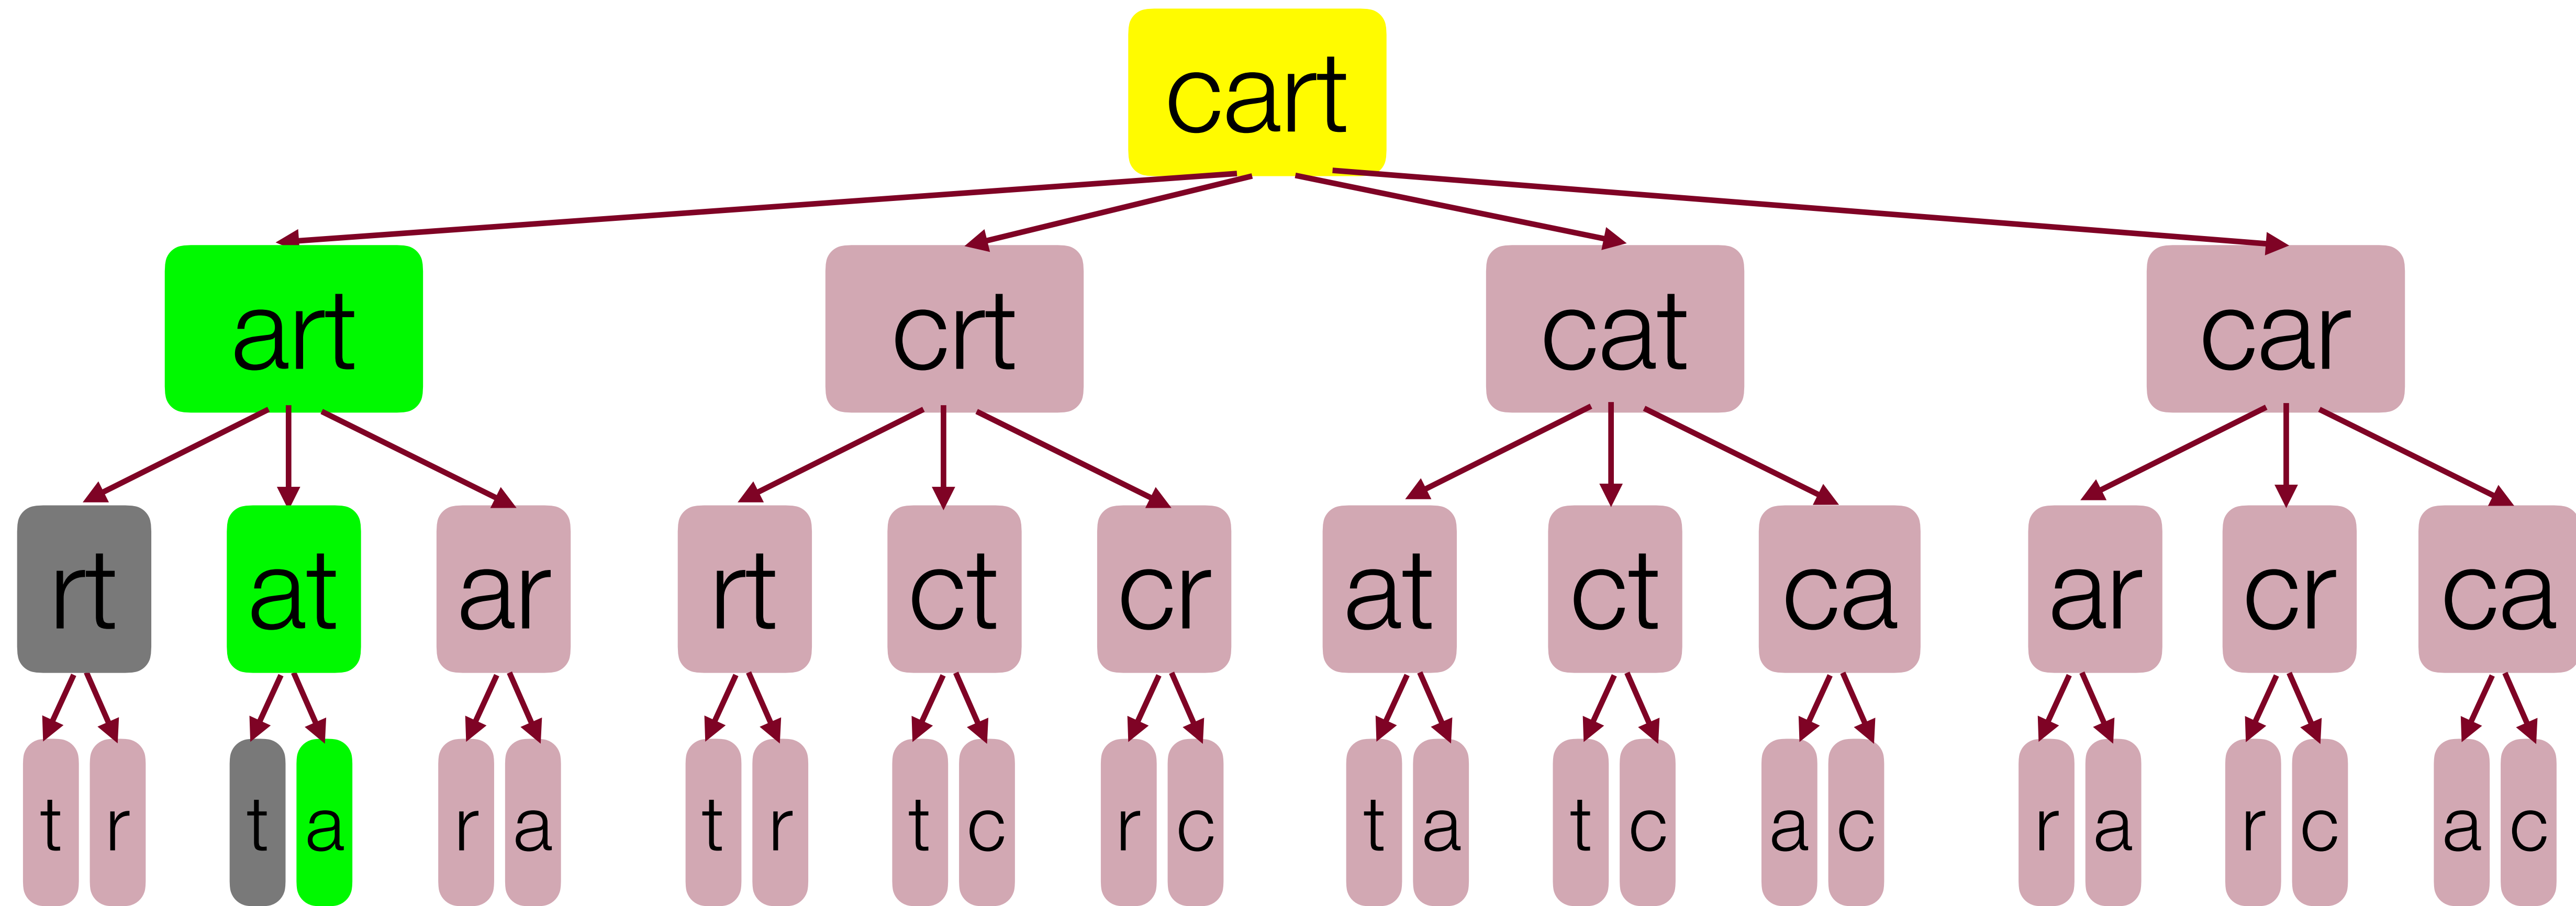 cart
art crt cat car
rt at ar rt ct cr at ct ca ar cr ca
t r t a r a t r t c r c t a t c a c r a r c a c